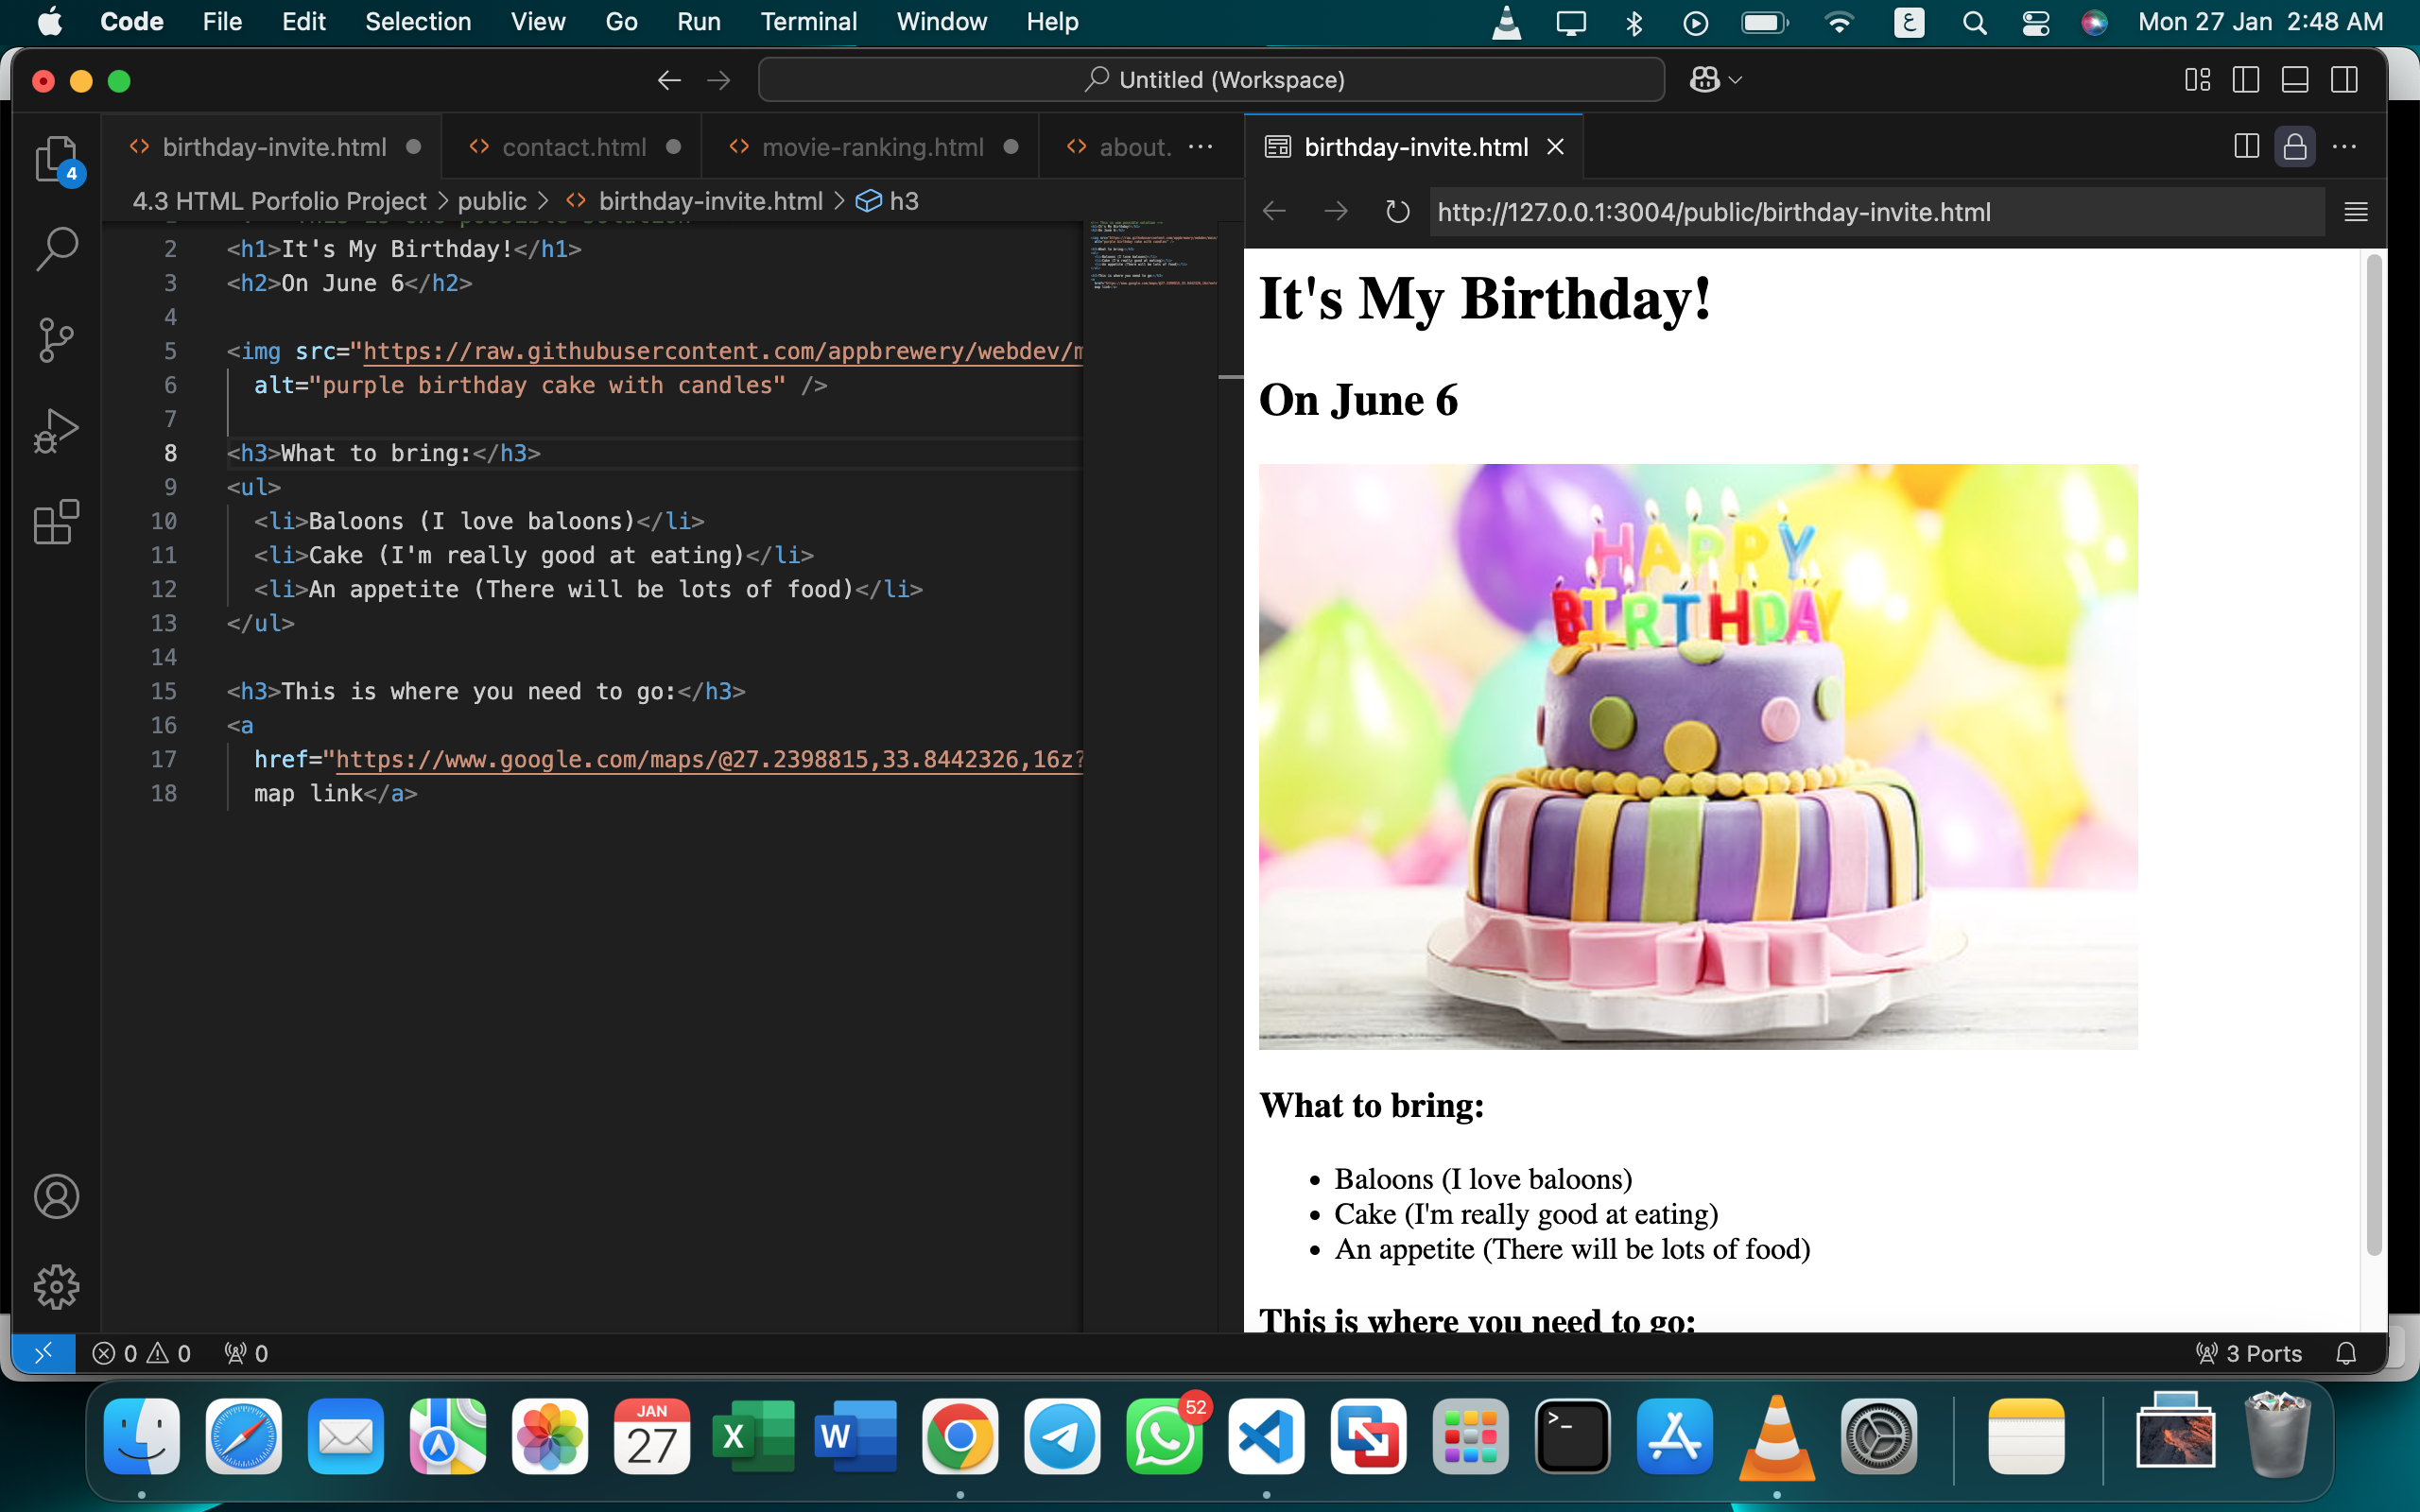 Code File Edit Selection View Go Run Terminal Window Help ع Mon 27 Jan 2:48 AM
Untitled (Workspace)
4
birthday-invite.html contact.html movie-ranking.html about. ···
4.3 HTML Porfolio Project > public > birthday-invite.html > h3
2 <h1>It's My Birthday!</h1>
3 <h2>On June 6</h2>
4
5 <img src="https://raw.githubusercontent.com/appbrewery/webdev/m
6 alt="purple birthday cake with candles" />
7
8 <h3>What to bring:</h3>
9 <ul>
10 <li>Baloons (I love baloons)</li>
11 <li>Cake (I'm really good at eating)</li>
12 <li>An appetite (There will be lots of food)</li>
13 </ul>
14
15 <h3>This is where you need to go:</h3>
16 <a
17 href="https://www.google.com/maps/@27.2398815,33.8442326,16z?
18 map link</a>
birthday-invite.html
http://127.0.0.1:3004/public/birthday-invite.html
It's My Birthday!
On June 6
HAPPY
BIRTHDAY
What to bring:
• Baloons (I love baloons)
• Cake (I'm really good at eating)
• An appetite (There will be lots of food)
This is where you need to go:
0 0 0 3 Ports
JAN
27
X
W
52
>_